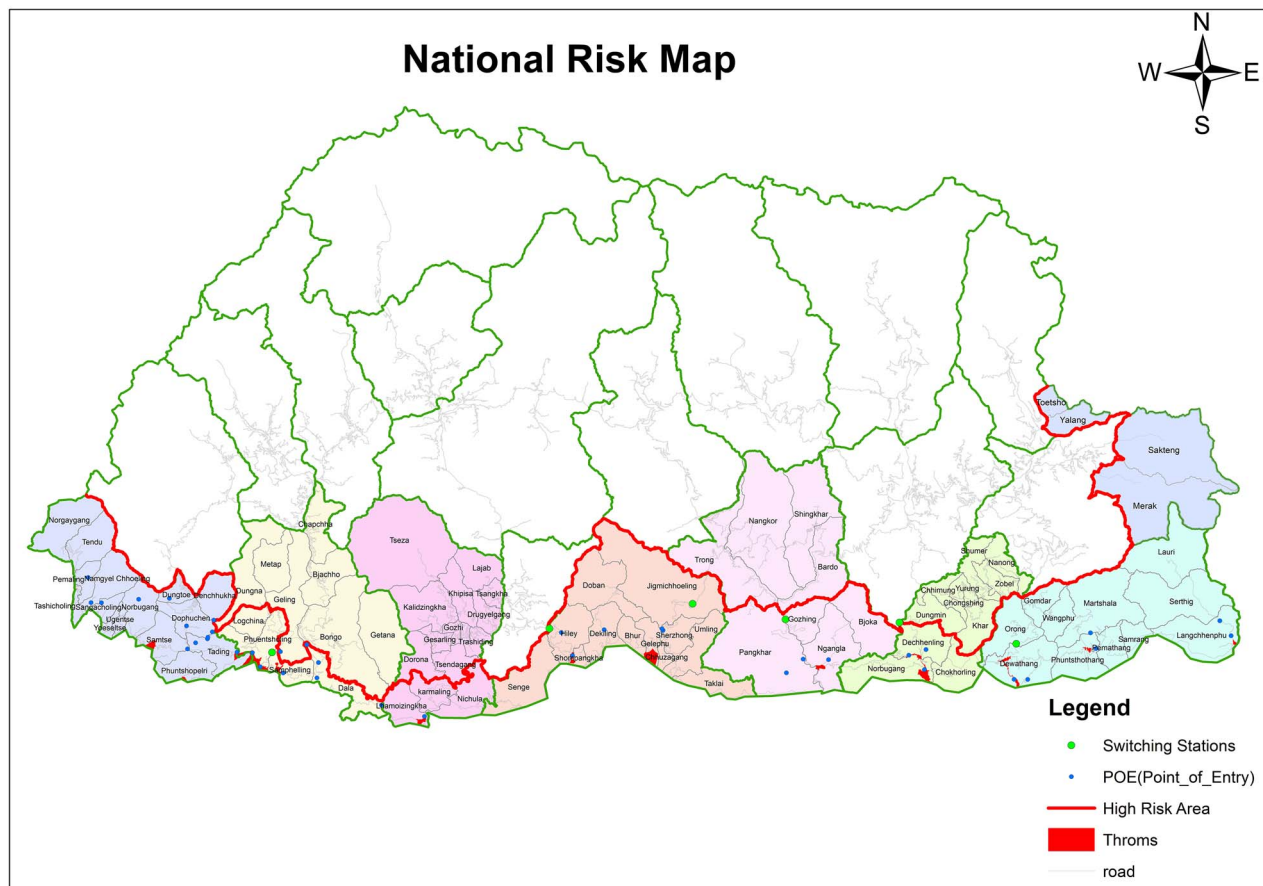 National Risk Map
N
W E
S
Toetsho
Yalang
Sakteng
Merak
Norgaygang
Tendu
Pemaling
Namgyel Chhoeling
Tashicholing
Sangacholing
Norbugang
Ugentse
Yoeseltse
Dungtoe
Denchhukha
Dophuchen
Samtse
Tading
Phuntshopelri
Chapchha
Metap
Bjachho
Dungna
Geling
Logchina
Phuentsholing
Bongo
Getana
Samphelling
Dala
Tseza
Lajab
Khipisa
Tsangkha
Kalidzingkha
Drugyelgang
Gozhi
Gesarling
Trashiding
Dorona
Tsendagang
Lhamoizingkha
karmaling
Nichula
Senge
Doban
Jigmichhoeling
Hiley
Dekiling
Bhur
Sherzhong
Umling
Gelephu
Chhuzagang
Shompangkha
Taklai
Nangkor
Shingkhar
Trong
Bardo
Gozhing
Bjoka
Pangkhar
Ngangla
Shumer
Nanong
Chhimung
Yurung
Zobel
Chongshing
Dungmin
Khar
Dechhenling
Norbugang
Chokhorling
Lauri
Gomdar
Martshala
Serthig
Wangphu
Orong
Samrang
Langchhenphu
Pemathang
Dewathang
Phuntshothang
Legend
Switching Stations
POE(Point_of_Entry)
High Risk Area
Throms
road